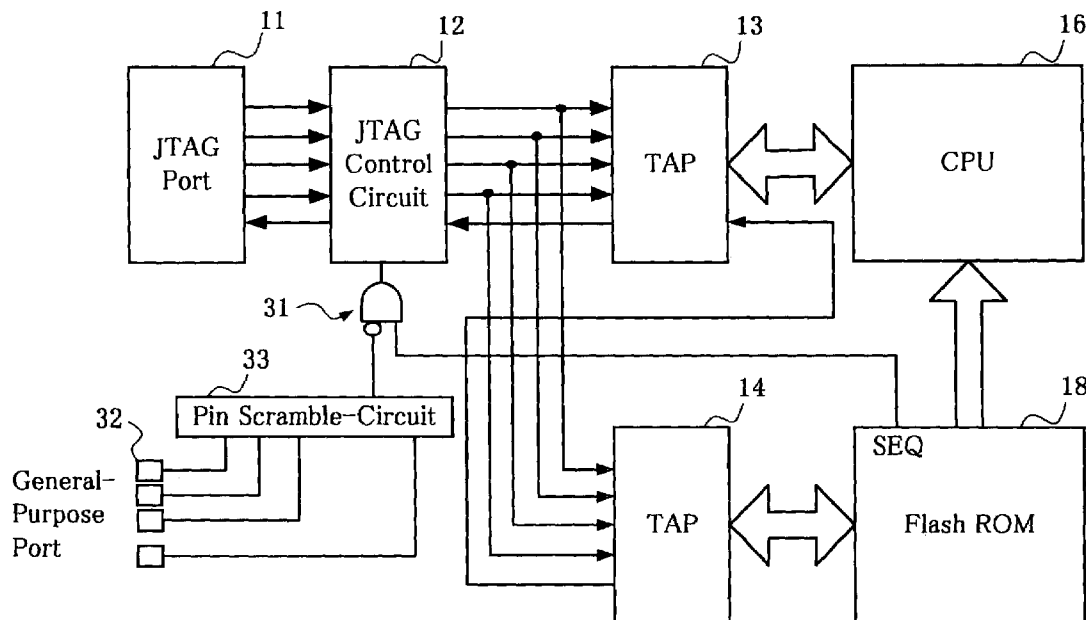 11
12
13
16
JTAG
Port
JTAG
Control
Circuit
TAP
CPU
31
33
Pin Scramble-Circuit
32
General-
Purpose
Port
14
TAP
18
SEQ
Flash ROM